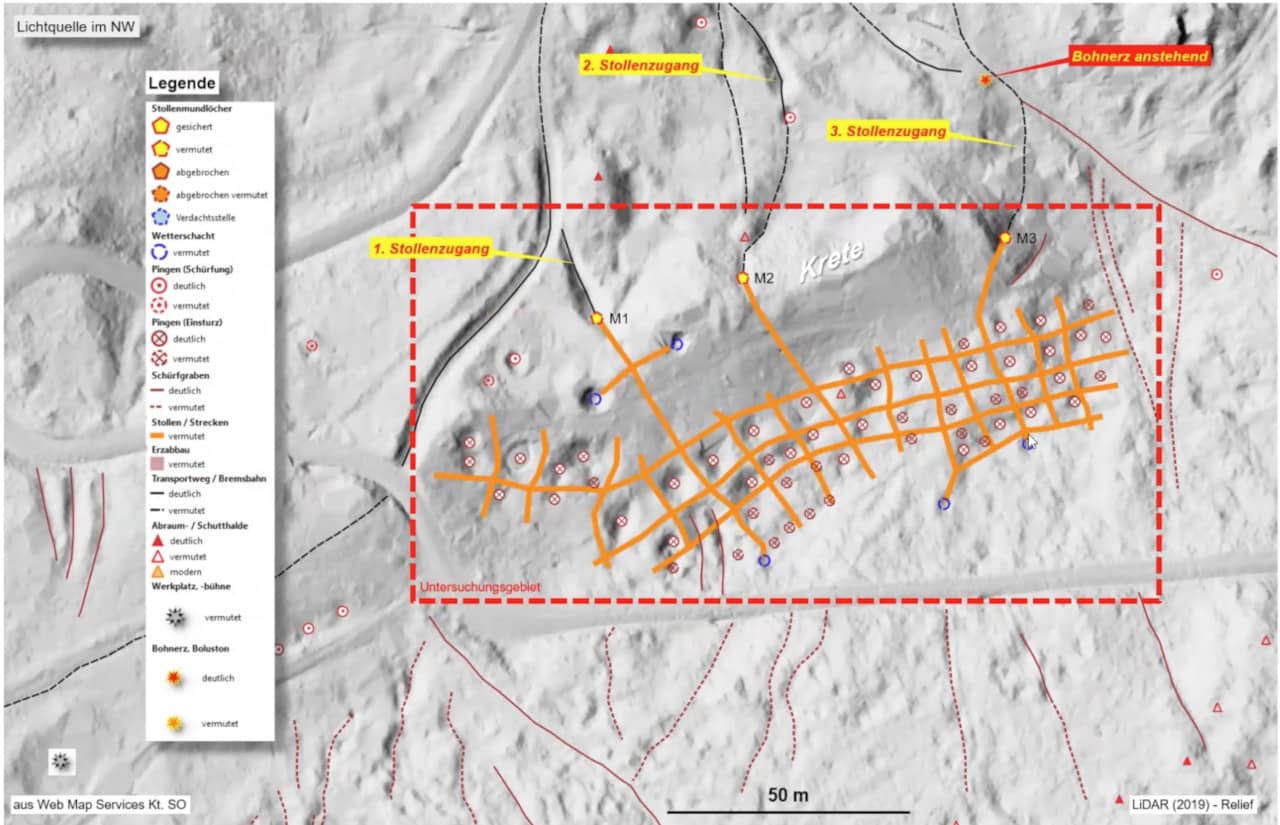 Lichtquelle im NW
2. Stollenzugang
Bohnerz anstehend
3. Stollenzugang
1. Stollenzugang
Krete
M1
M2
M3
Untersuchungsgebiet
Legende
Stollenmundlöcher
gesichert
vermutet
abgebrochen
abgebrochen vermutet
Verdachtsstelle
Wetterschacht
vermutet
Pingen (Schürfung)
deutlich
vermutet
Pingen (Einsturz)
deutlich
vermutet
Schürfgraben
deutlich
vermutet
Stollen / Strecken
vermutet
Erzabbau
vermutet
Transportweg / Bremsbahn
deutlich
vermutet
Abraum- / Schutthalde
deutlich
vermutet
modern
Werkplatz, -bühne
vermutet
Bohnerz, Boluston
deutlich
vermutet
aus Web Map Services Kt. SO
50 m
LiDAR (2019) - Relief